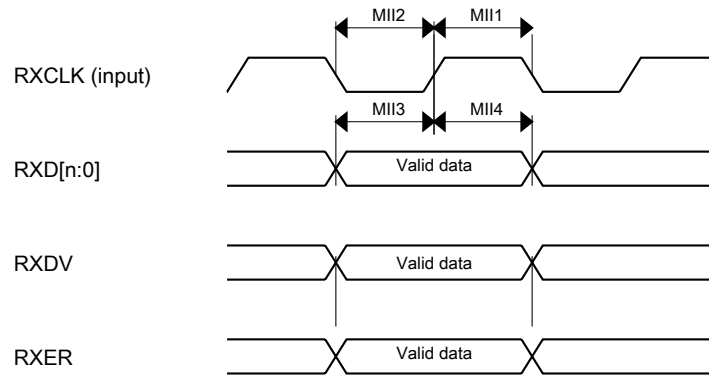 MII2 MII1
RXCLK (input)
MII3 MII4
RXD[n:0] Valid data
RXDV Valid data
RXER Valid data